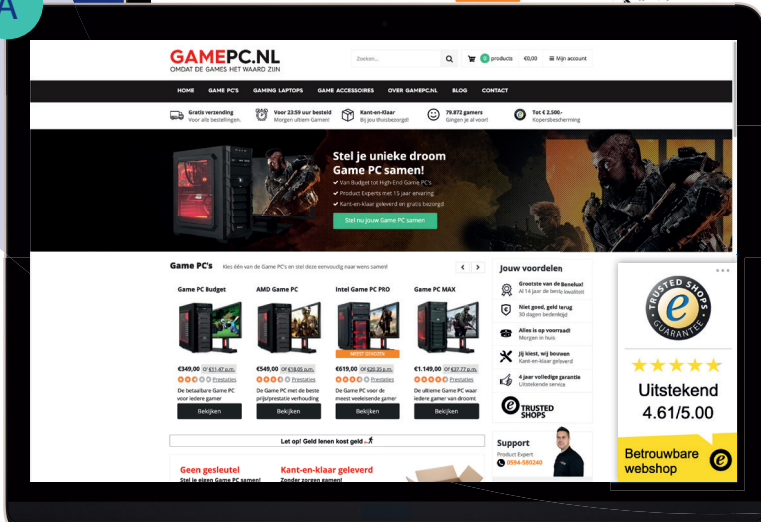 A
GAMEPC.NL
OMDAT DE GAMES HET WAARD ZIJN
Zoeken...
0 products €0,00 Mijn account
HOME GAME PC'S GAMING LAPTOPS GAME ACCESSOIRES OVER GAMEPC.NL BLOG CONTACT
Gratis verzending
Voor alle bestellingen.
Voor 23:59 uur besteld
Morgen ultiem Gamen!
Kant-en-Klaar
Bij jou thuisbezorgd!
79.872 gamers
Gingen je al voor!
Tot € 2.500,-
Kopersbescherming
Stel je unieke droom
Game PC samen!
Van Budget tot High-End Game PC's
Product Experts met 15 jaar ervaring
Kant-en-klaar geleverd en gratis bezorgd
Stel nu jouw Game PC samen
Game PC's Kies één van de Game PC's en stel deze eenvoudig naar wens samen!
Game PC Budget
€349,00 Of €11,47 p.m.
Prestaties
De betaalbare Game PC
voor iedere gamer
Bekijken
AMD Game PC
€549,00 Of €18,05 p.m.
Prestaties
De Game PC met de beste
prijs/prestatie verhouding
Bekijken
Intel Game PC PRO
MEEST GEKOZEN
€619,00 Of €20,35 p.m.
Prestaties
De Game PC voor de
meest veeleisende gamer
Bekijken
Game PC MAX
€1.149,00 Of €37,77 p.m.
Prestaties
De ultieme Game PC waar
iedere gamer van droomt
Bekijken
Let op! Geld lenen kost geld
Geen gesleutel
Stel je eigen Game PC samen!
Kant-en-klaar geleverd
Zonder zorgen gamen!
Jouw voordelen
Grootste van de Benelux!
Al 14 jaar de beste kwaliteit
Niet goed, geld terug
30 dagen bedenktijd
Alles is op voorraad!
Morgen in huis
Jij kiest, wij bouwen
Kant-en-klaar geleverd
4 jaar volledige garantie
Uitstekende service
TRUSTED
SHOPS
Support
Product Expert
0594-580240
TRUSTED SHOPS
GUARANTEE
Uitstekend
4.61/5.00
Betrouwbare
webshop